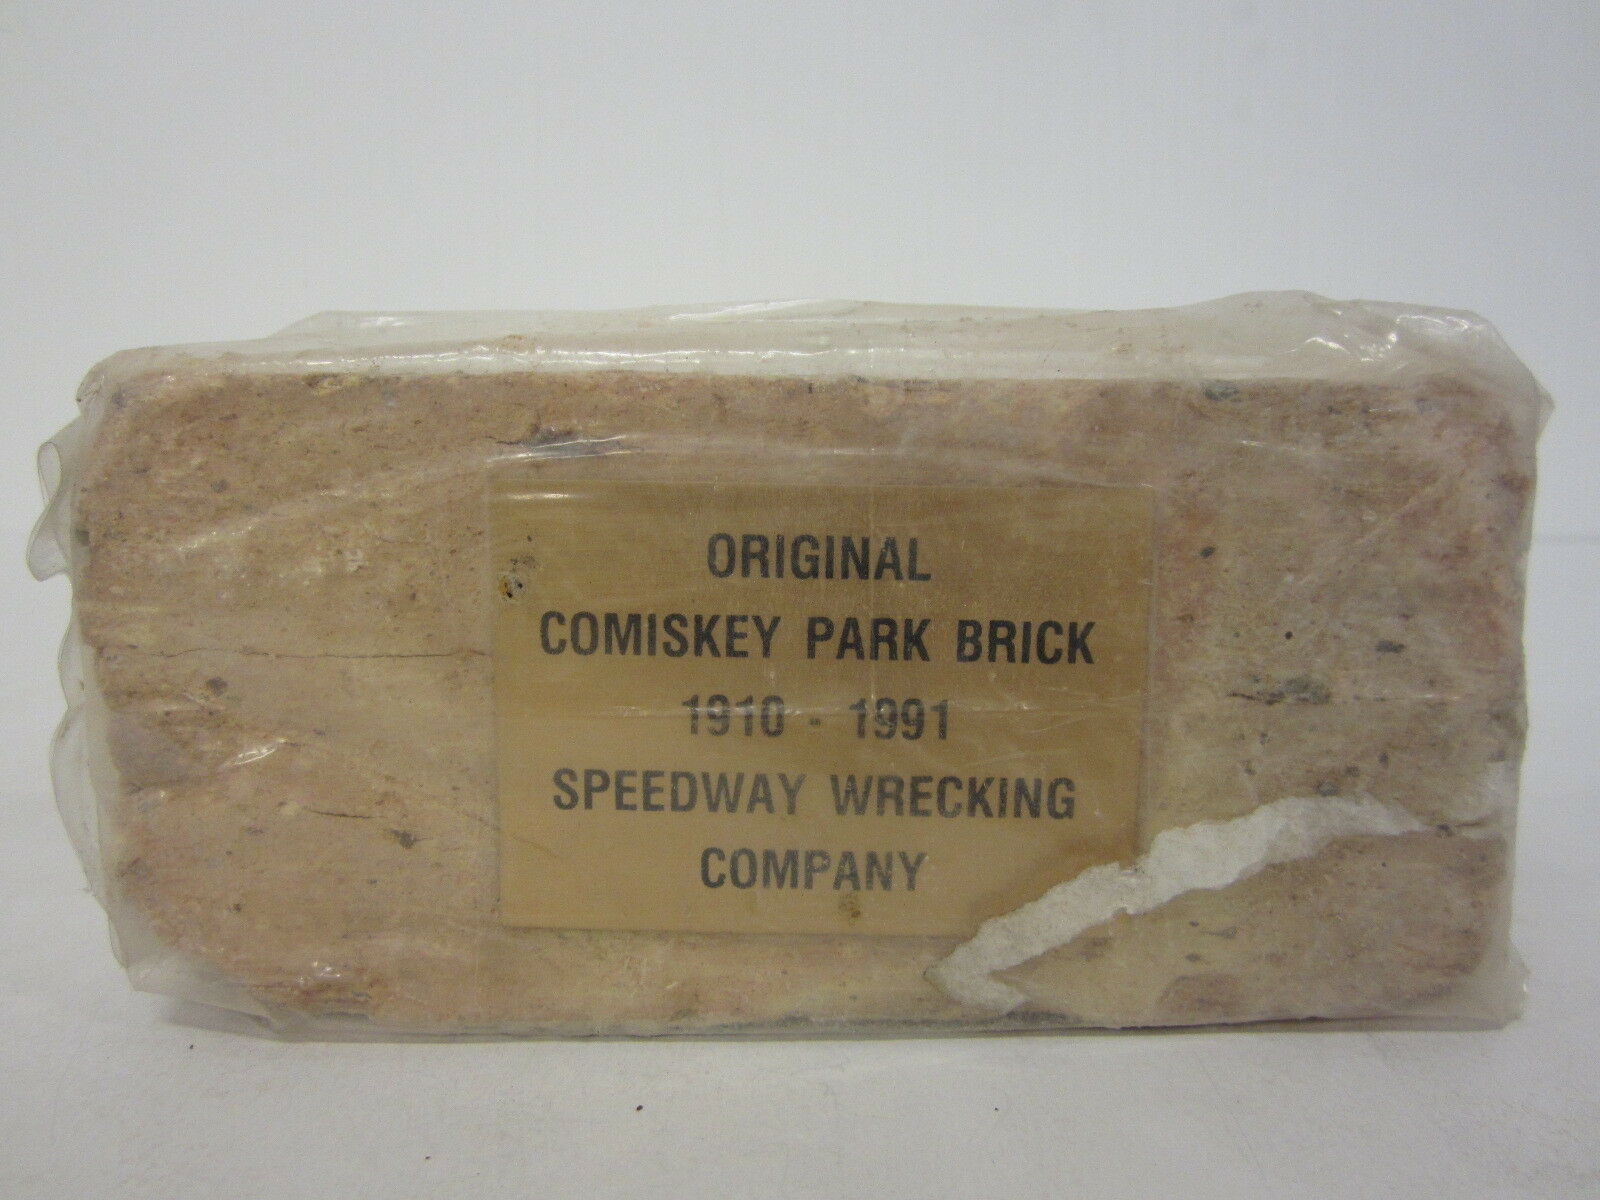 ORIGINAL
COMISKEY PARK BRICK
1910 - 1991
SPEEDWAY WRECKING
COMPANY